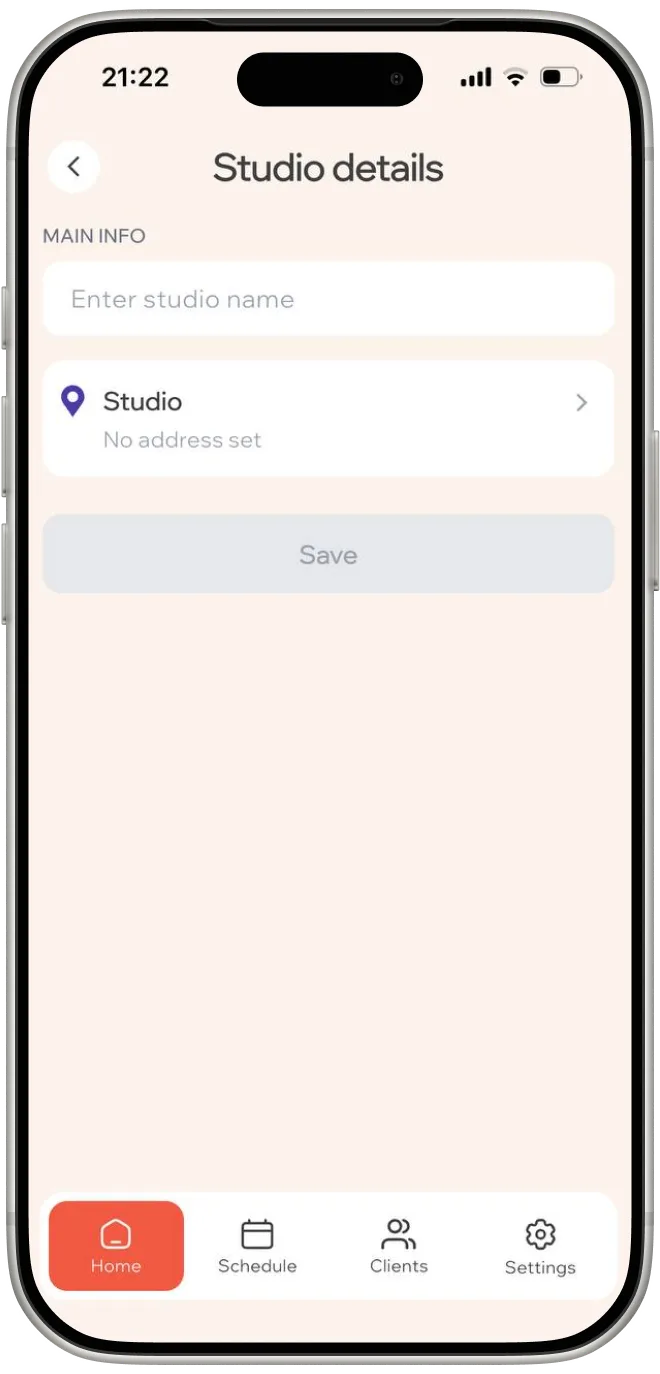 21:22
Studio details
MAIN INFO
Enter studio name
Studio
No address set
Save
Home
Schedule
Clients
Settings